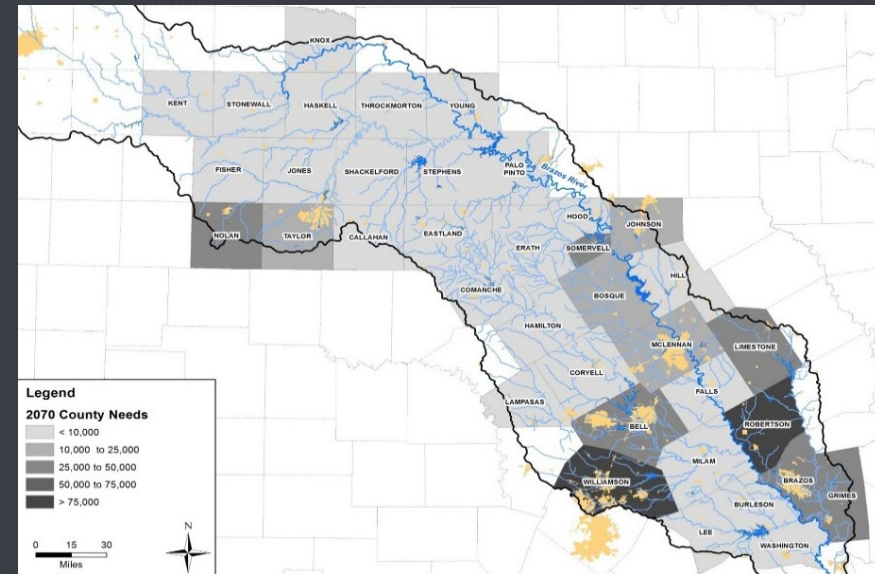 KNOX
KENT
STONEWALL
HASKELL
THROCKMORTON
YOUNG
FISHER
JONES
SHACKELFORD
STEPHENS
PALO
PINTO
Brazos River
NOLAN
TAYLOR
CALLAHAN
EASTLAND
ERATH
HOOD
SOMERVELL
JOHNSON
COMANCHE
BOSQUE
HILL
HAMILTON
MCLENNAN
LIMESTONE
CORYELL
FALLS
LAMPASAS
BELL
ROBERTSON
MILAM
WILLIAMSON
BRAZOS
GRIMES
BURLESON
LEE
WASHINGTON
Legend
2070 County Needs
< 10,000
10,000 to 25,000
25,000 to 50,000
50,000 to 75,000
> 75,000
N
0 15 30
Miles